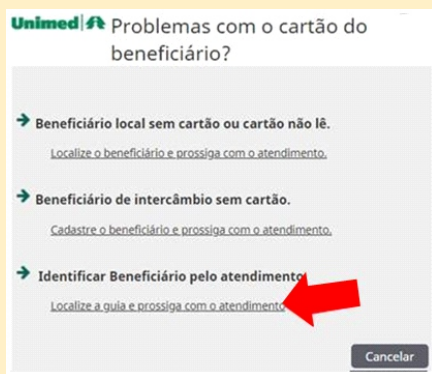 Unimed Problemas com o cartão do
beneficiário?
Beneficiário local sem cartão ou cartão não lê.
Localize o beneficiário e prossiga com o atendimento.
Beneficiário de intercâmbio sem cartão.
Cadastre o beneficiário e prossiga com o atendimento.
Identificar Beneficiário pelo atendimento
Localize a guia e prossiga com o atendimento
Cancelar